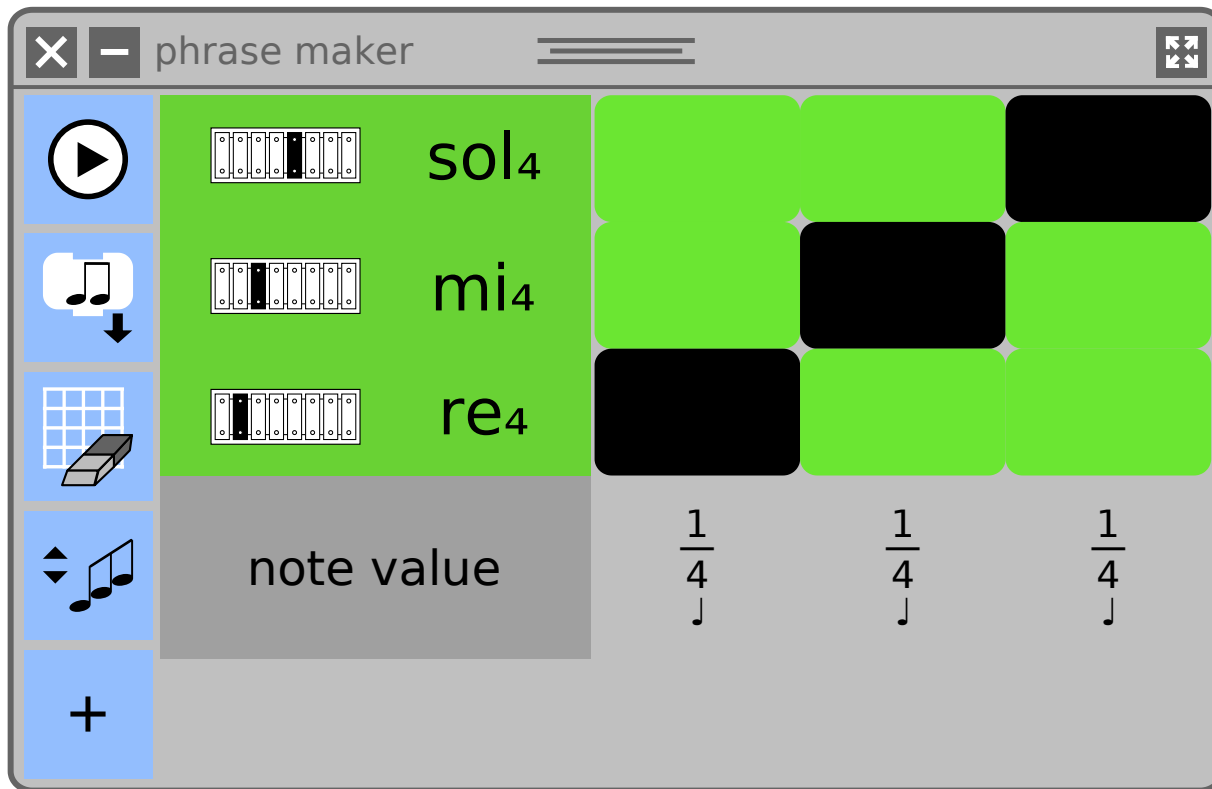 phrase maker
sol₄
mi₄
re₄
note value
1 1 1
4 4 4
♩ ♩ ♩
+